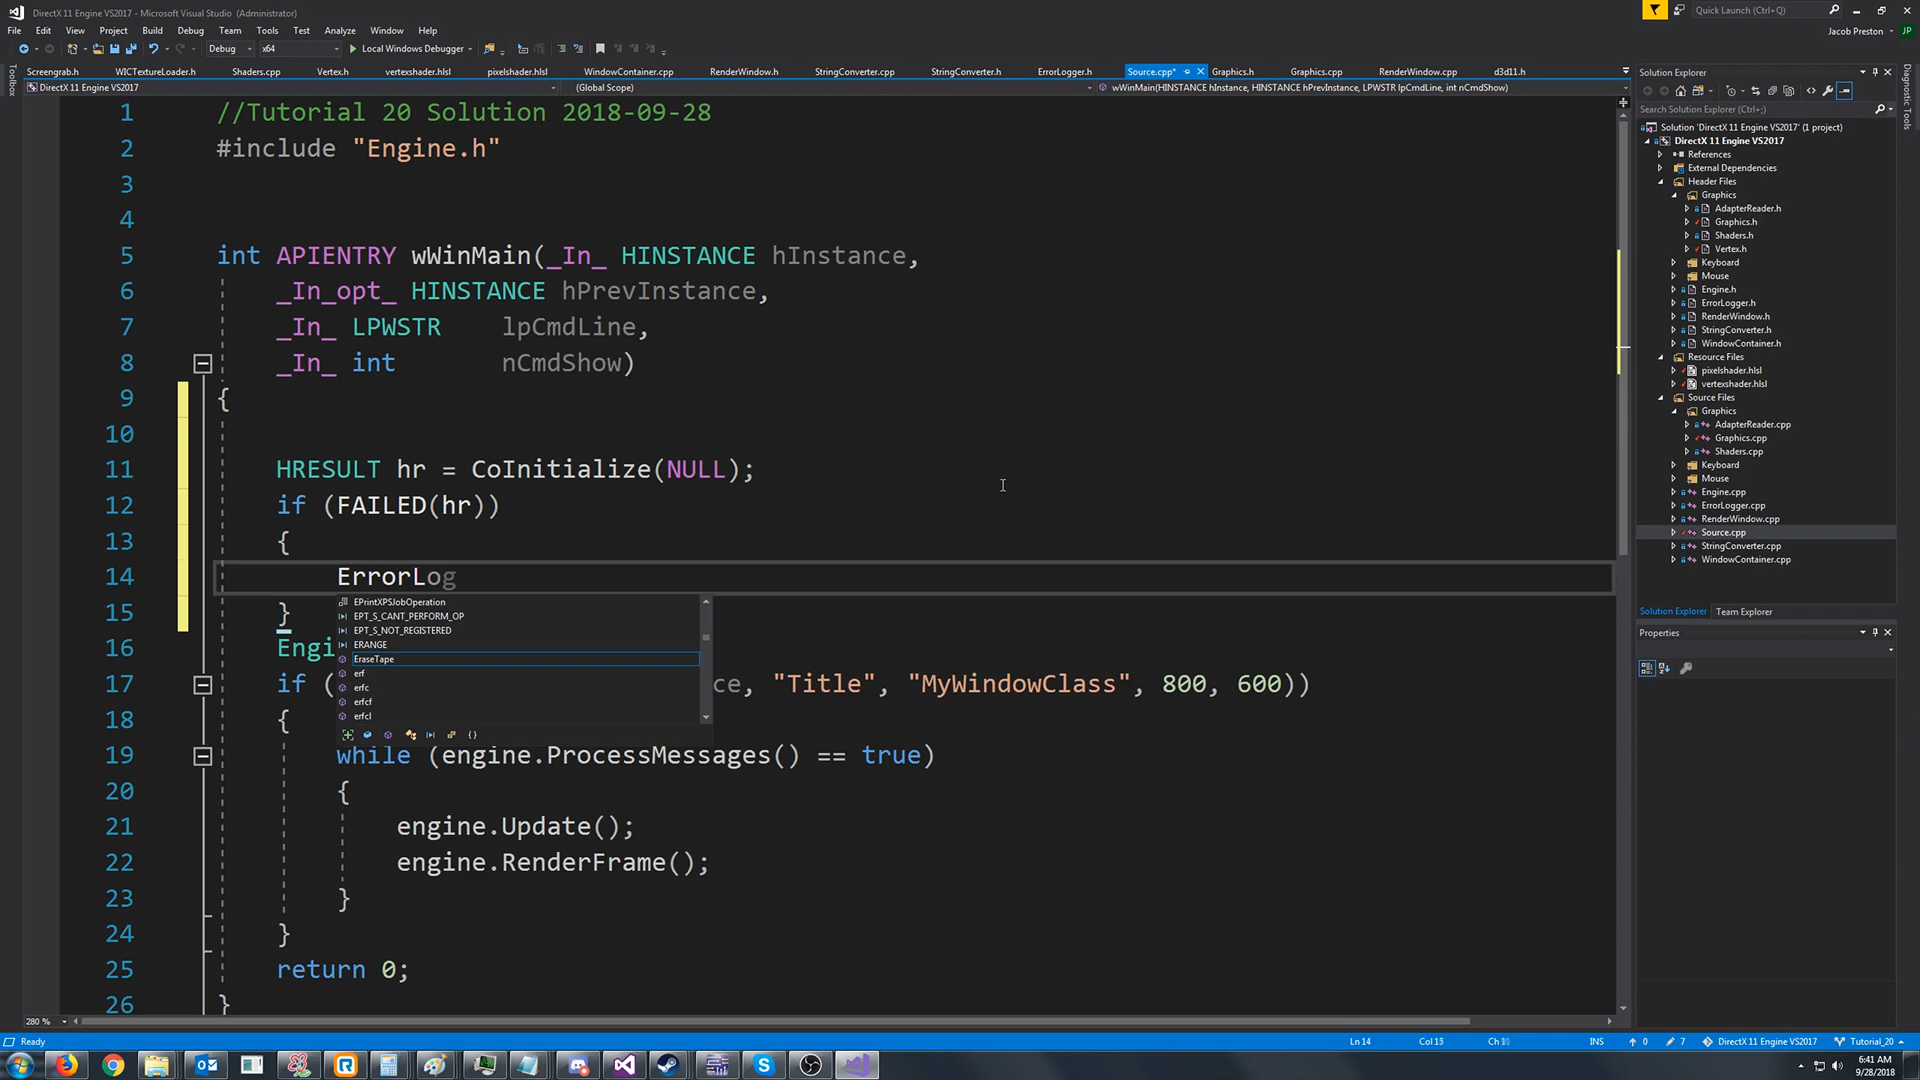 DirectX 11 Engine VS2017 - Microsoft Visual Studio (Administrator)
Quick Launch (Ctrl+Q)
File Edit View Project Build Debug Team Tools Test Analyze Window Help
Jacob Preston JP
Debug x64 Local Windows Debugger
Toolbox
Screengrab.h WICTextureLoader.h Shaders.cpp Vertex.h vertexshader.hlsl pixelshader.hlsl WindowContainer.cpp RenderWindow.h StringConverter.cpp StringConverter.h ErrorLogger.h Source.cpp* Graphics.h Graphics.cpp RenderWindow.cpp d3d11.h
DirectX 11 Engine VS2017 (Global Scope) wWinMain(HINSTANCE hInstance, HINSTANCE hPrevInstance, LPWSTR lpCmdLine, int nCmdShow)
1 //Tutorial 20 Solution 2018-09-28
2 #include "Engine.h"
3
4
5 int APIENTRY wWinMain(_In_ HINSTANCE hInstance,
6 _In_opt_ HINSTANCE hPrevInstance,
7 _In_ LPWSTR lpCmdLine,
8 _In_ int nCmdShow)
9 {
10
11 HRESULT hr = CoInitialize(NULL);
12 if (FAILED(hr))
13 {
14 ErrorLog
15 }
16 Engi
17 if ( ce, "Title", "MyWindowClass", 800, 600))
18 {
19 while (engine.ProcessMessages() == true)
20 {
21 engine.Update();
22 engine.RenderFrame();
23 }
24 }
25 return 0;
26 }
EPrintXPSJobOperation
EPT_S_CANT_PERFORM_OP
EPT_S_NOT_REGISTERED
ERANGE
EraseTape
erf
erfc
erfcf
erfcl
280 %
Solution Explorer
Search Solution Explorer (Ctrl+;)
Solution 'DirectX 11 Engine VS2017' (1 project)
DirectX 11 Engine VS2017
References
External Dependencies
Header Files
Graphics
AdapterReader.h
Graphics.h
Shaders.h
Vertex.h
Keyboard
Mouse
Engine.h
ErrorLogger.h
RenderWindow.h
StringConverter.h
WindowContainer.h
Resource Files
pixelshader.hlsl
vertexshader.hlsl
Source Files
Graphics
AdapterReader.cpp
Graphics.cpp
Shaders.cpp
Keyboard
Mouse
Engine.cpp
ErrorLogger.cpp
RenderWindow.cpp
Source.cpp
StringConverter.cpp
WindowContainer.cpp
Solution Explorer Team Explorer
Properties
Diagnostic Tools
Ready Ln 14 INS 0 7 DirectX 11 Engine VS2017 Tutorial_20
6:41 AM
9/28/2018